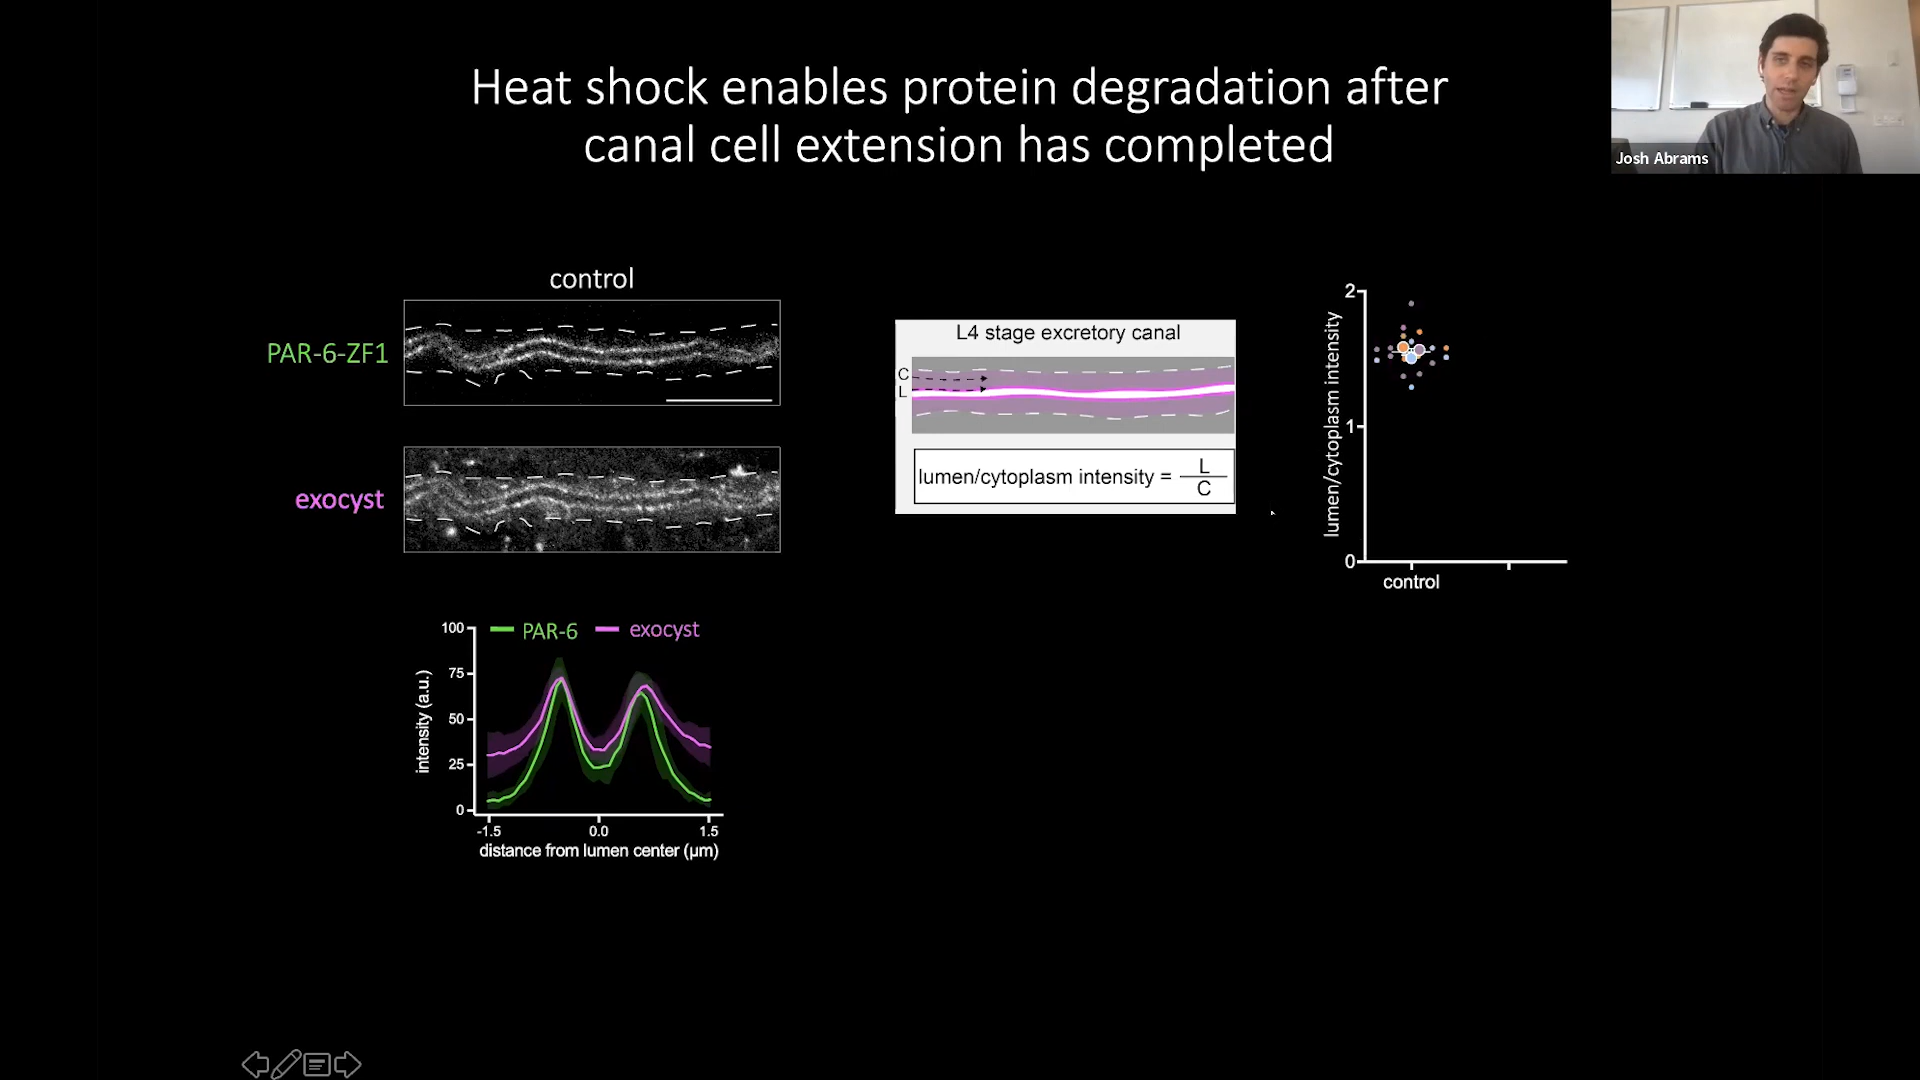 Heat shock enables protein degradation after
canal cell extension has completed
Josh Abrams
control
PAR-6-ZF1
exocyst
L4 stage excretory canal
C
L
lumen/cytoplasm intensity = L
C
lumen/cytoplasm intensity
2
1
0
control
PAR-6 exocyst
intensity (a.u.)
100
75
50
25
0
-1.5 0.0 1.5
distance from lumen center (µm)